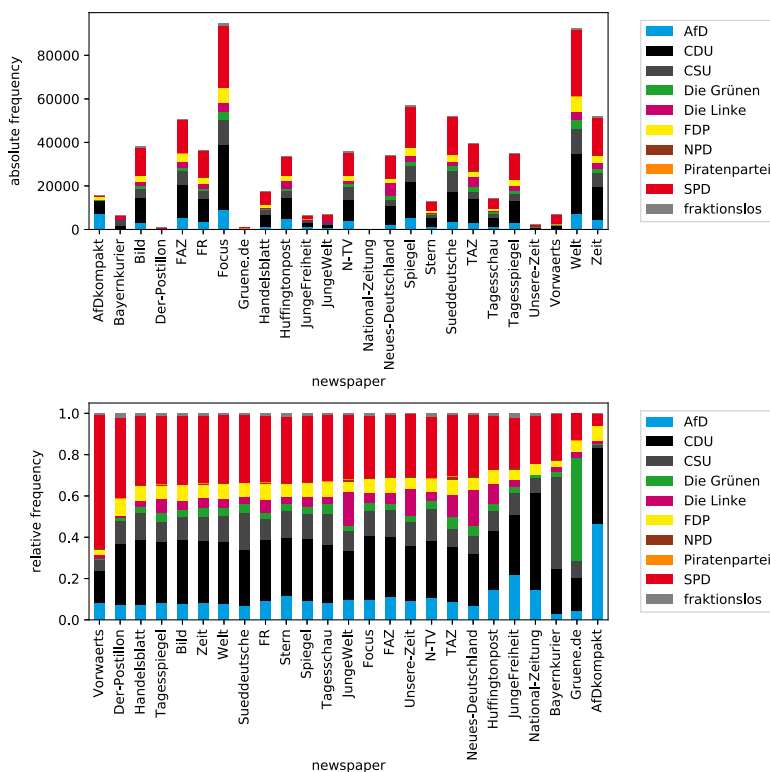 absolute frequency
80000
60000
40000
20000
0
AfDkompakt
Bayernkurier
Bild
Der-Postillon
FAZ
FR
Focus
Gruene.de
Handelsblatt
Huffingtonpost
JungeFreiheit
JungeWelt
N-TV
National-Zeitung
Neues-Deutschland
Spiegel
Stern
Sueddeutsche
TAZ
Tagesschau
Tagesspiegel
Unsere-Zeit
Vorwaerts
Welt
Zeit
newspaper
AfD
CDU
CSU
Die Grünen
Die Linke
FDP
NPD
Piratenpartei
SPD
fraktionslos
relative frequency
1.0
0.8
0.6
0.4
0.2
0.0
Vorwaerts
Der-Postillon
Handelsblatt
Tagesspiegel
Bild
Zeit
Welt
Sueddeutsche
FR
Stern
Spiegel
Tagesschau
JungeWelt
Focus
FAZ
Unsere-Zeit
N-TV
TAZ
Neues-Deutschland
Huffingtonpost
JungeFreiheit
National-Zeitung
Bayernkurier
Gruene.de
AfDkompakt
newspaper
AfD
CDU
CSU
Die Grünen
Die Linke
FDP
NPD
Piratenpartei
SPD
fraktionslos